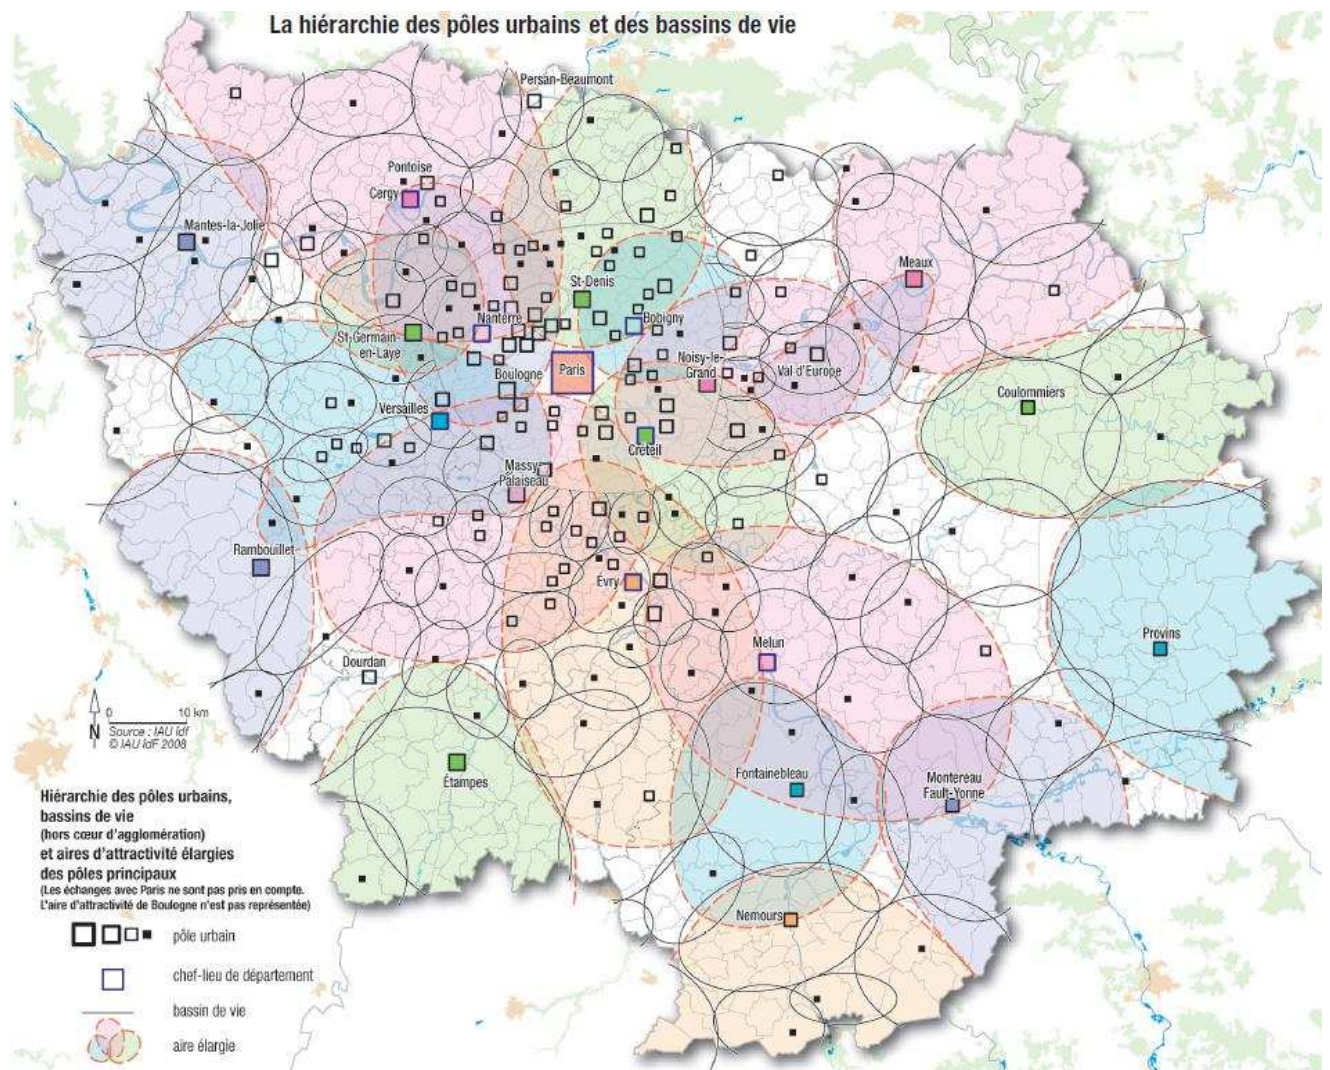 La hiérarchie des pôles urbains et des bassins de vie
Persan-Beaumont
Pontoise
Cergy
Mantes-la-Jolie
Meaux
St-Denis
Nanterre
Bobigny
St-Germain-
en-Laye
Noisy-le-
Grand
Val d'Europe
Boulogne
Paris
Coulommiers
Versailles
Créteil
Massy-
Palaiseau
Rambouillet
Évry
Provins
Melun
Dourdan
N
0 10 km
Source : IAU îdf
© IAU îdF 2008
Étampes
Fontainebleau
Montereau
Fault-Yonne
Nemours
Hiérarchie des pôles urbains,
bassins de vie
(hors cœur d'agglomération)
et aires d'attractivité élargies
des pôles principaux
(Les échanges avec Paris ne sont pas pris en compte.
L'aire d'attractivité de Boulogne n'est pas représentée)
pôle urbain
chef-lieu de département
bassin de vie
aire élargie